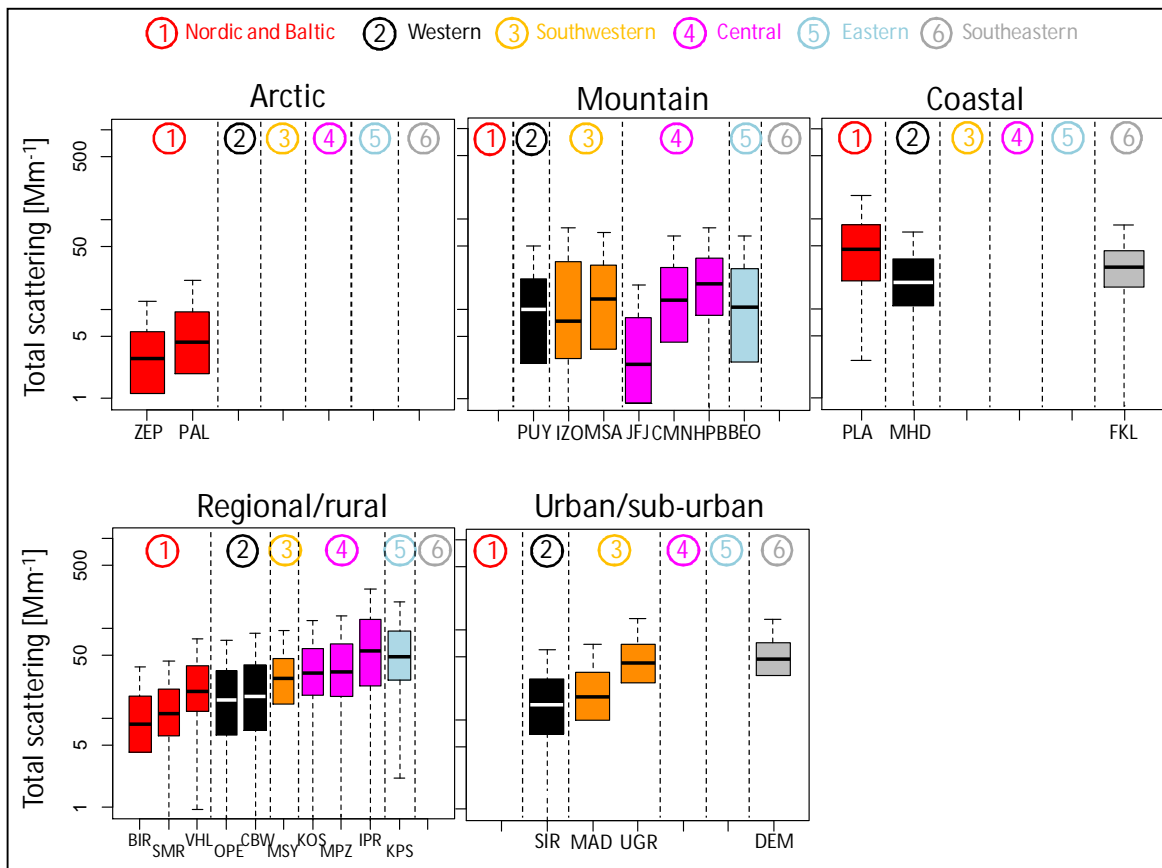 1 Nordic and Baltic 2 Western 3 Southwestern 4 Central 5 Eastern 6 Southeastern
Arctic
Total scattering [Mm-1]
500
50
5
1
1 2 3 4 5 6
ZEP PAL
Mountain
1 2 3 4 5 6
PUY IZO MSA JFJ CMN HPB BEO
Coastal
1 2 3 4 5 6
PLA MHD FKL
Regional/rural
Total scattering [Mm-1]
500
50
5
1
1 2 3 4 5 6
BIR SMR VHL OPE CBW MSY KOS MPZ IPR KPS
Urban/sub-urban
1 2 3 4 5 6
SIR MAD UGR DEM